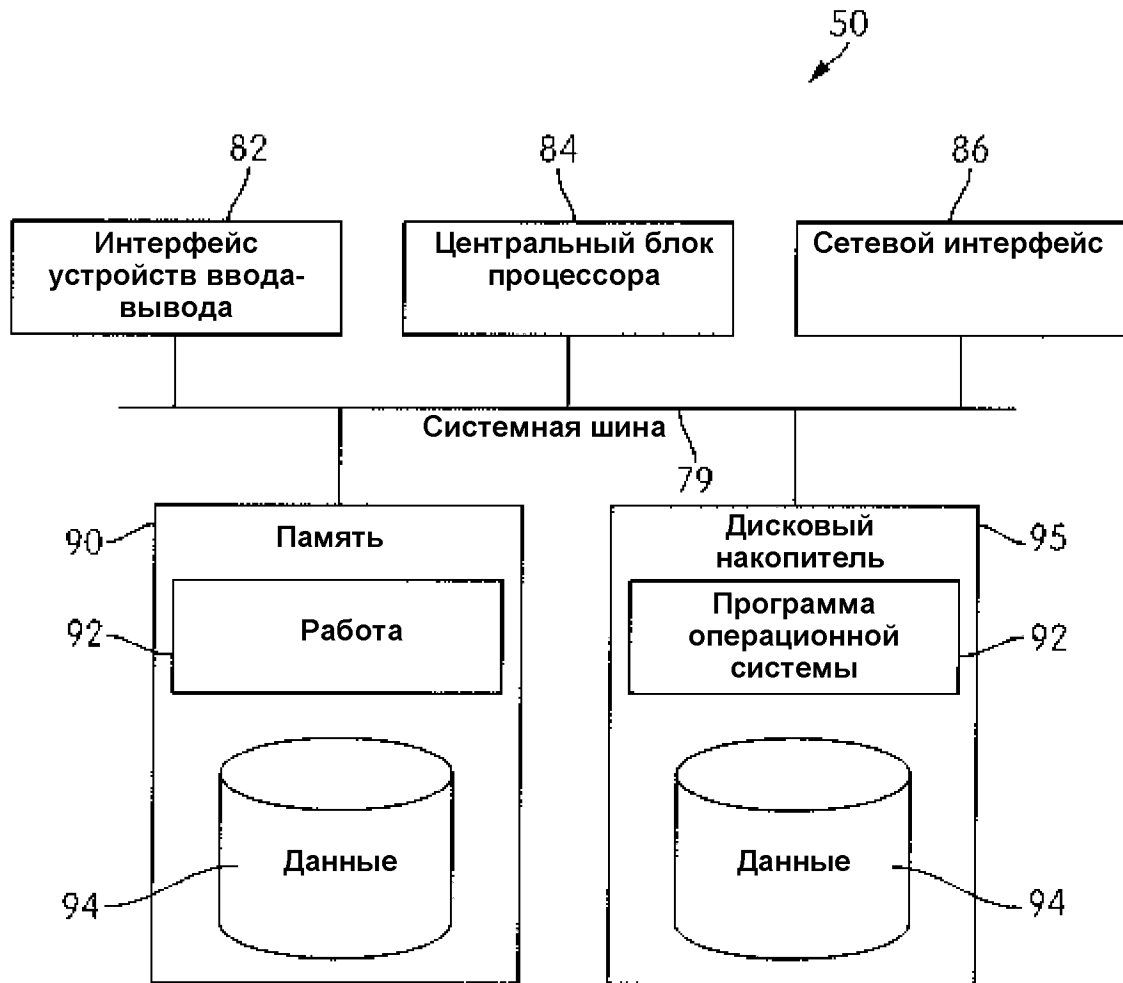 50
82
84
86
Интерфейс
устройств ввода-
вывода
Центральный блок
процессора
Сетевой интерфейс
Системная шина
79
90
Память
92
Работа
94
Данные
Дисковый
накопитель
95
Программа
операционной
системы
92
Данные
94